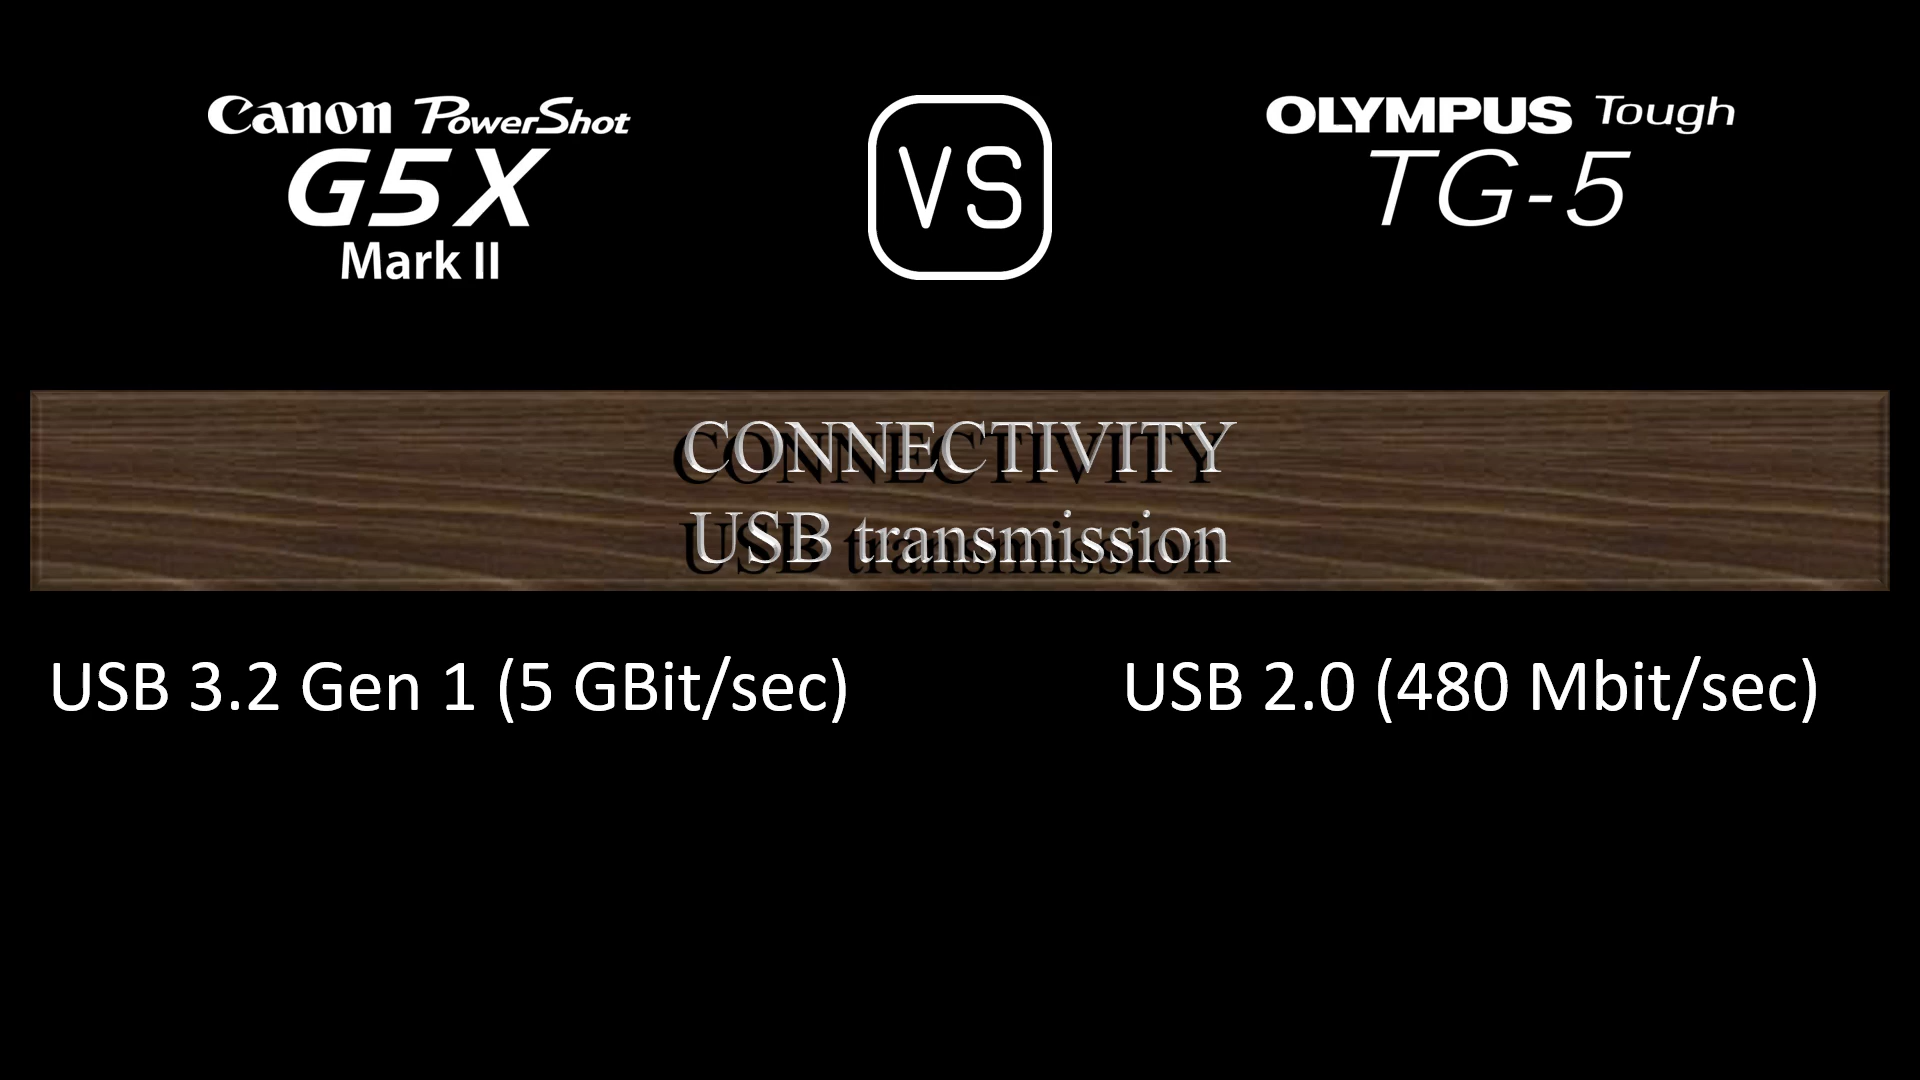 Canon PowerShot
G5X
Mark II
VS
OLYMPUS Tough
TG-5
CONNECTIVITY
USB transmission
USB 3.2 Gen 1 (5 GBit/sec)
USB 2.0 (480 Mbit/sec)